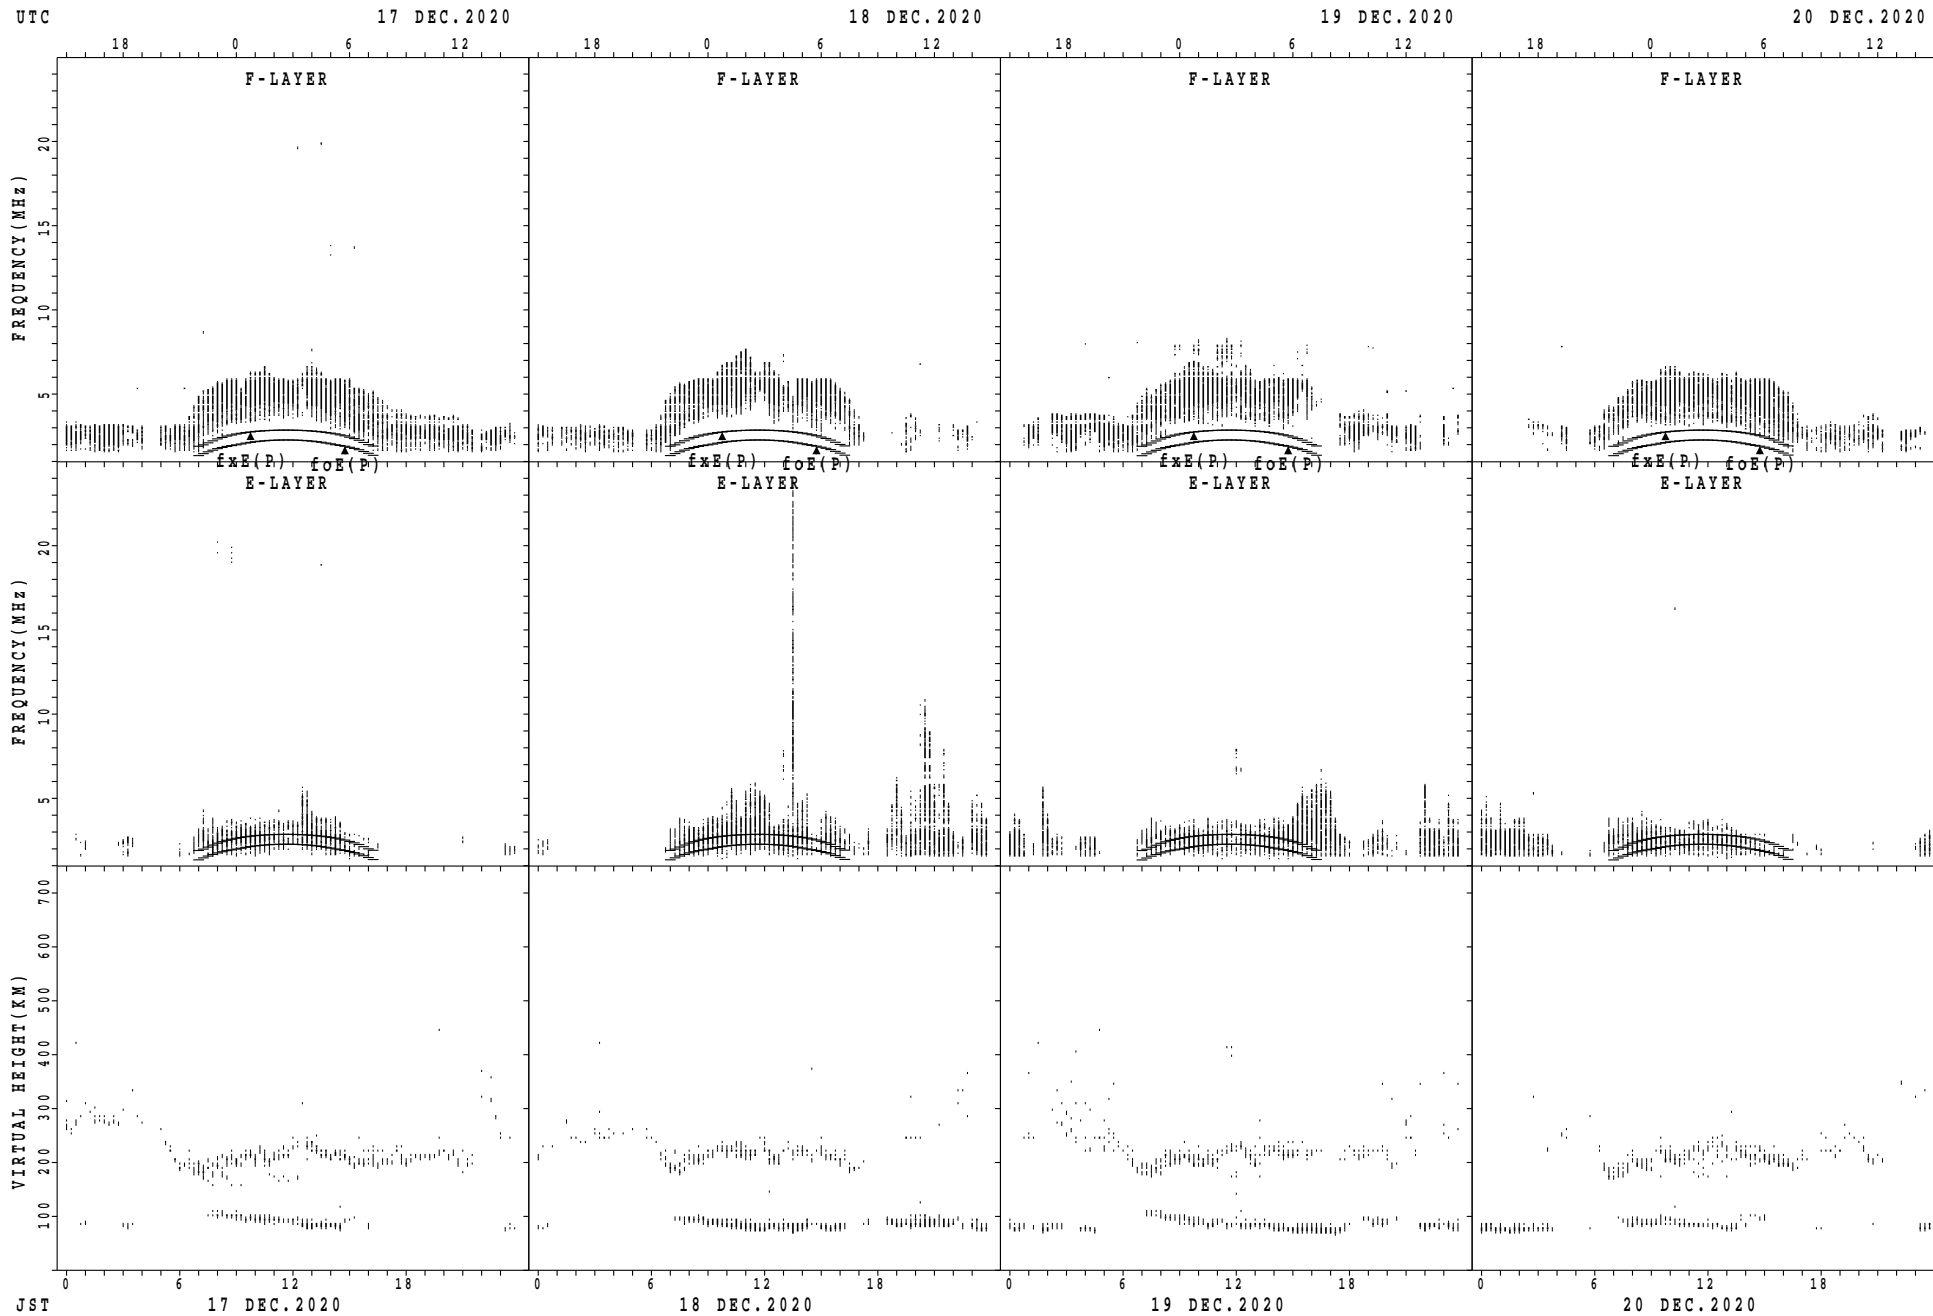 UTC 17 DEC.2020 18 DEC.2020 19 DEC.2020 20 DEC.2020
18 0 6 12 18 0 6 12 18 0 6 12 18 0 6 12
F-LAYER F-LAYER F-LAYER F-LAYER
FREQUENCY(MHz)
20
15
10
5
fxE(P) foE(P) fxE(P) foE(P) fxE(P) foE(P) fxE(P) foE(P)
E-LAYER E-LAYER E-LAYER E-LAYER
FREQUENCY(MHz)
20
15
10
5
VIRTUAL HEIGHT(KM)
700
600
500
400
300
200
100
0 6 12 18 0 6 12 18 0 6 12 18 0 6 12 18
JST 17 DEC.2020 18 DEC.2020 19 DEC.2020 20 DEC.2020